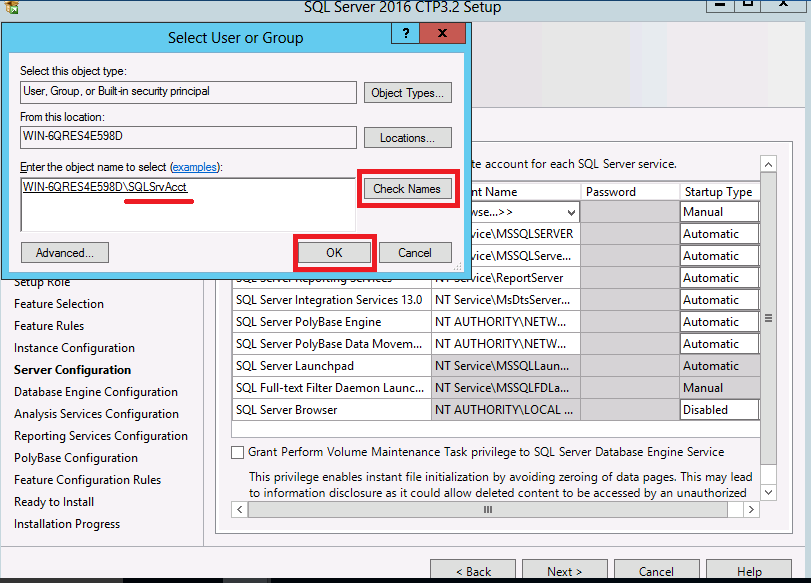 SQL Server 2016 CTP3.2 Setup
Select User or Group
?
x
Select this object type:
User, Group, or Built-in security principal
Object Types...
From this location:
WIN-6QRES4E598D
Locations...
Enter the object name to select (examples):
WIN-6QRES4E598D\SQLSrvAcct
Check Names
Advanced...
OK
Cancel
Setup Role
Feature Selection
Feature Rules
Instance Configuration
Server Configuration
Database Engine Configuration
Analysis Services Configuration
Reporting Services Configuration
PolyBase Configuration
Feature Configuration Rules
Ready to Install
Installation Progress
te account for each SQL Server service.
nt Name Password Startup Type
wse...>> Manual
vice\MSSQLSERVER Automatic
vice\MSSQLServe... Automatic
SQL Server Reporting Services NT Service\ReportServer Automatic
SQL Server Integration Services 13.0 NT Service\MsDtsServer... Automatic
SQL Server PolyBase Engine NT AUTHORITY\NETW... Automatic
SQL Server PolyBase Data Movem... NT AUTHORITY\NETW... Automatic
SQL Server Launchpad NT Service\MSSQLLaun... Automatic
SQL Full-text Filter Daemon Launc... NT Service\MSSQLFDLa... Manual
SQL Server Browser NT AUTHORITY\LOCAL ... Disabled
Grant Perform Volume Maintenance Task privilege to SQL Server Database Engine Service
This privilege enables instant file initialization by avoiding zeroing of data pages. This may lead
to information disclosure as it could allow deleted content to be accessed by an unauthorized
< Back
Next >
Cancel
Help